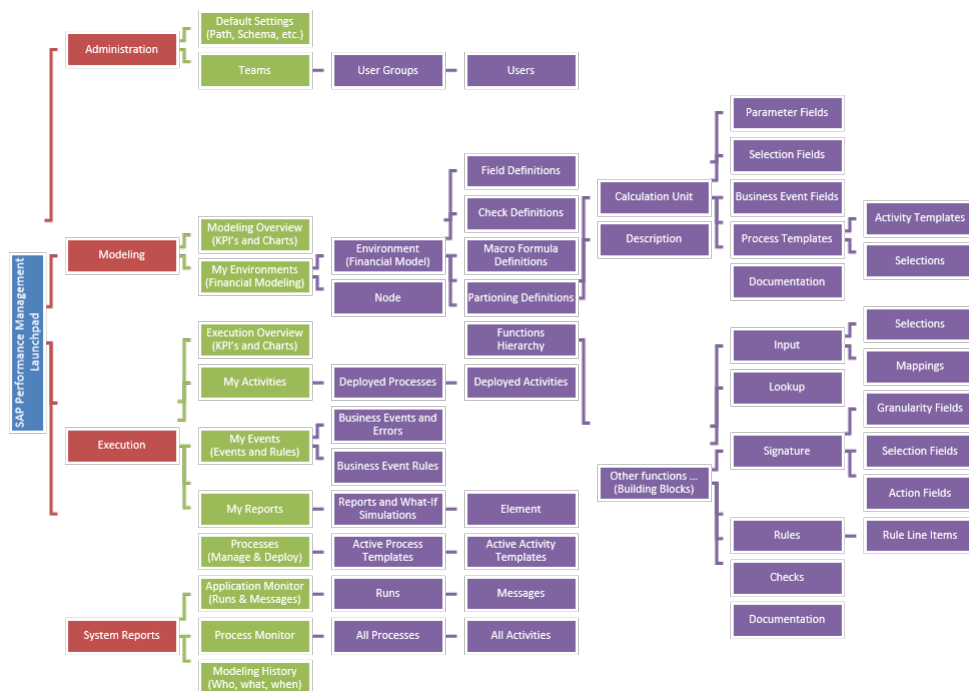 SAP Performance Management
Launchpad
Administration
Default Settings
(Path, Schema, etc.)
Teams
User Groups
Users
Modeling
Modeling Overview
(KPI's and Charts)
My Environments
(Financial Modeling)
Environment
(Financial Model)
Node
Field Definitions
Check Definitions
Macro Formula
Definitions
Partioning Definitions
Functions
Hierarchy
Calculation Unit
Description
Parameter Fields
Selection Fields
Business Event Fields
Process Templates
Documentation
Activity Templates
Selections
Execution
Execution Overview
(KPI's and Charts)
My Activities
Deployed Processes
Deployed Activities
My Events
(Events and Rules)
Business Events and
Errors
Business Event Rules
My Reports
Reports and What-If
Simulations
Element
Processes
(Manage & Deploy)
Active Process
Templates
Active Activity
Templates
Other functions ...
(Building Blocks)
Input
Selections
Mappings
Lookup
Signature
Granularity Fields
Selection Fields
Action Fields
Rules
Rule Line Items
Checks
Documentation
System Reports
Application Monitor
(Runs & Messages)
Runs
Messages
Process Monitor
All Processes
All Activities
Modeling History
(Who, what, when)